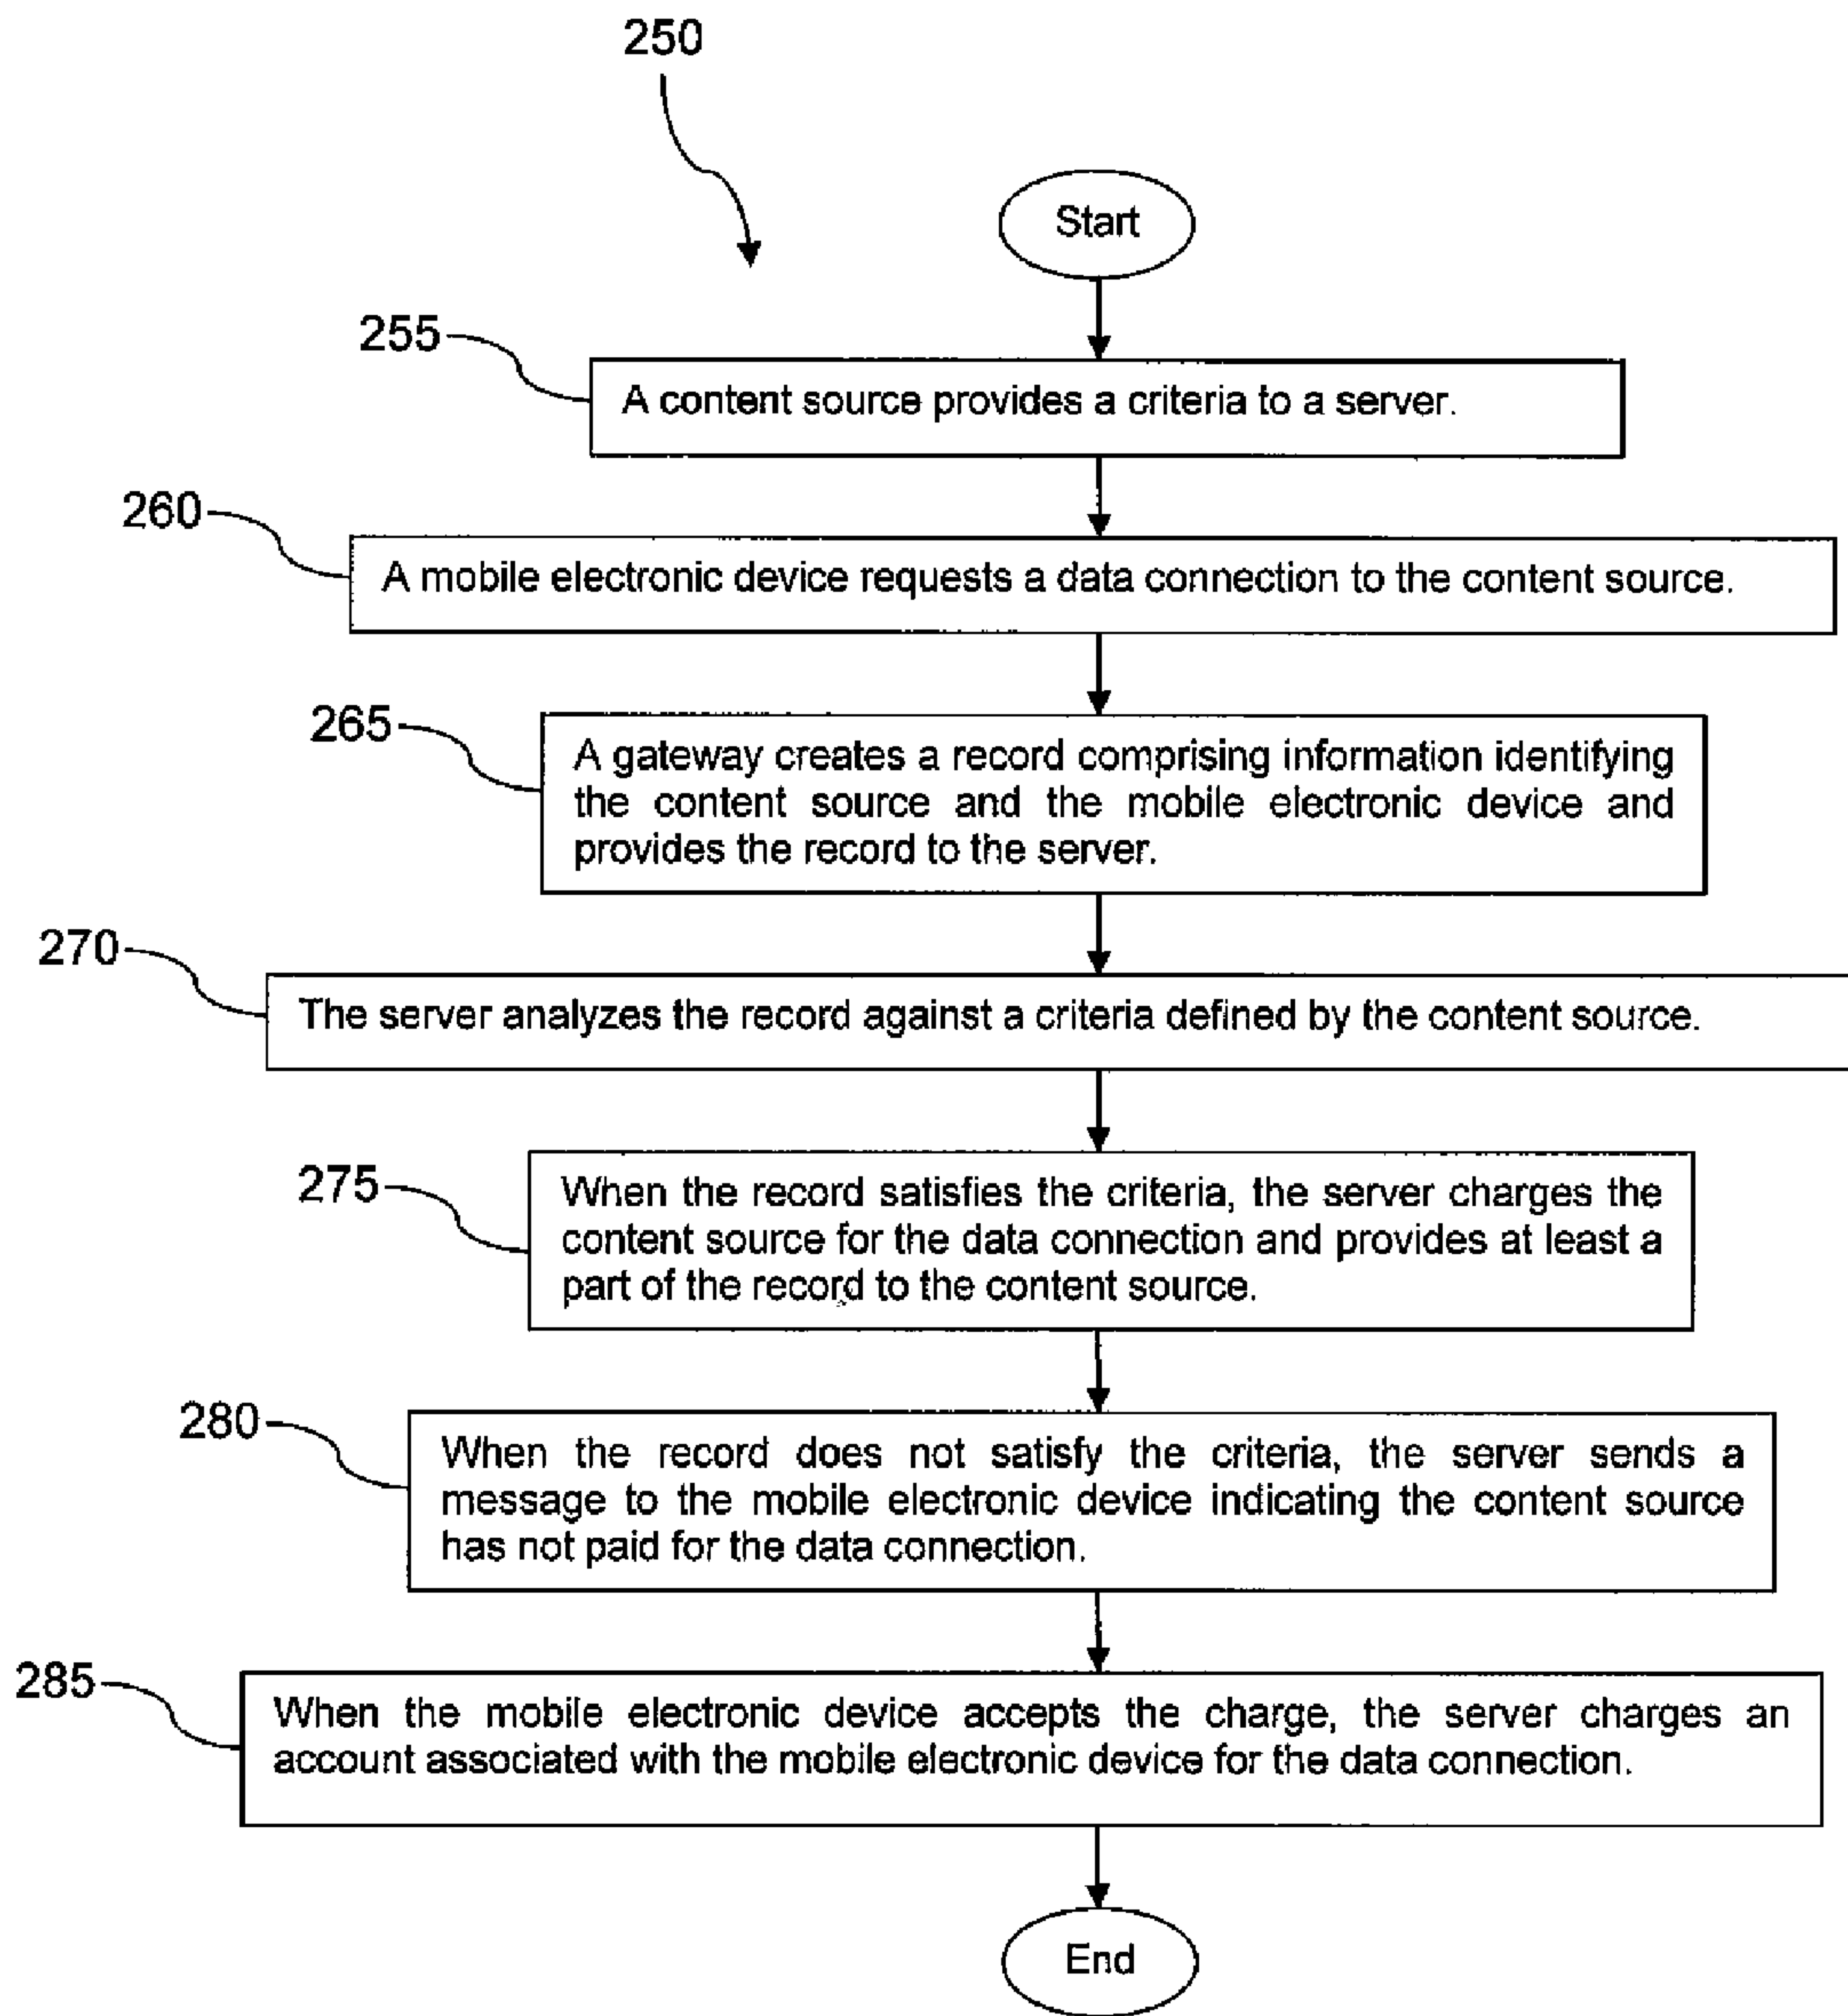 250
Start
255
A content source provides a criteria to a server.
260
A mobile electronic device requests a data connection to the content source.
265
A gateway creates a record comprising information identifying
the content source and the mobile electronic device and
provides the record to the server.
270
The server analyzes the record against a criteria defined by the content source.
275
When the record satisfies the criteria, the server charges the
content source for the data connection and provides at least a
part of the record to the content source.
280
When the record does not satisfy the criteria, the server sends a
message to the mobile electronic device indicating the content source
has not paid for the data connection.
285
When the mobile electronic device accepts the charge, the server charges an
account associated with the mobile electronic device for the data connection.
End